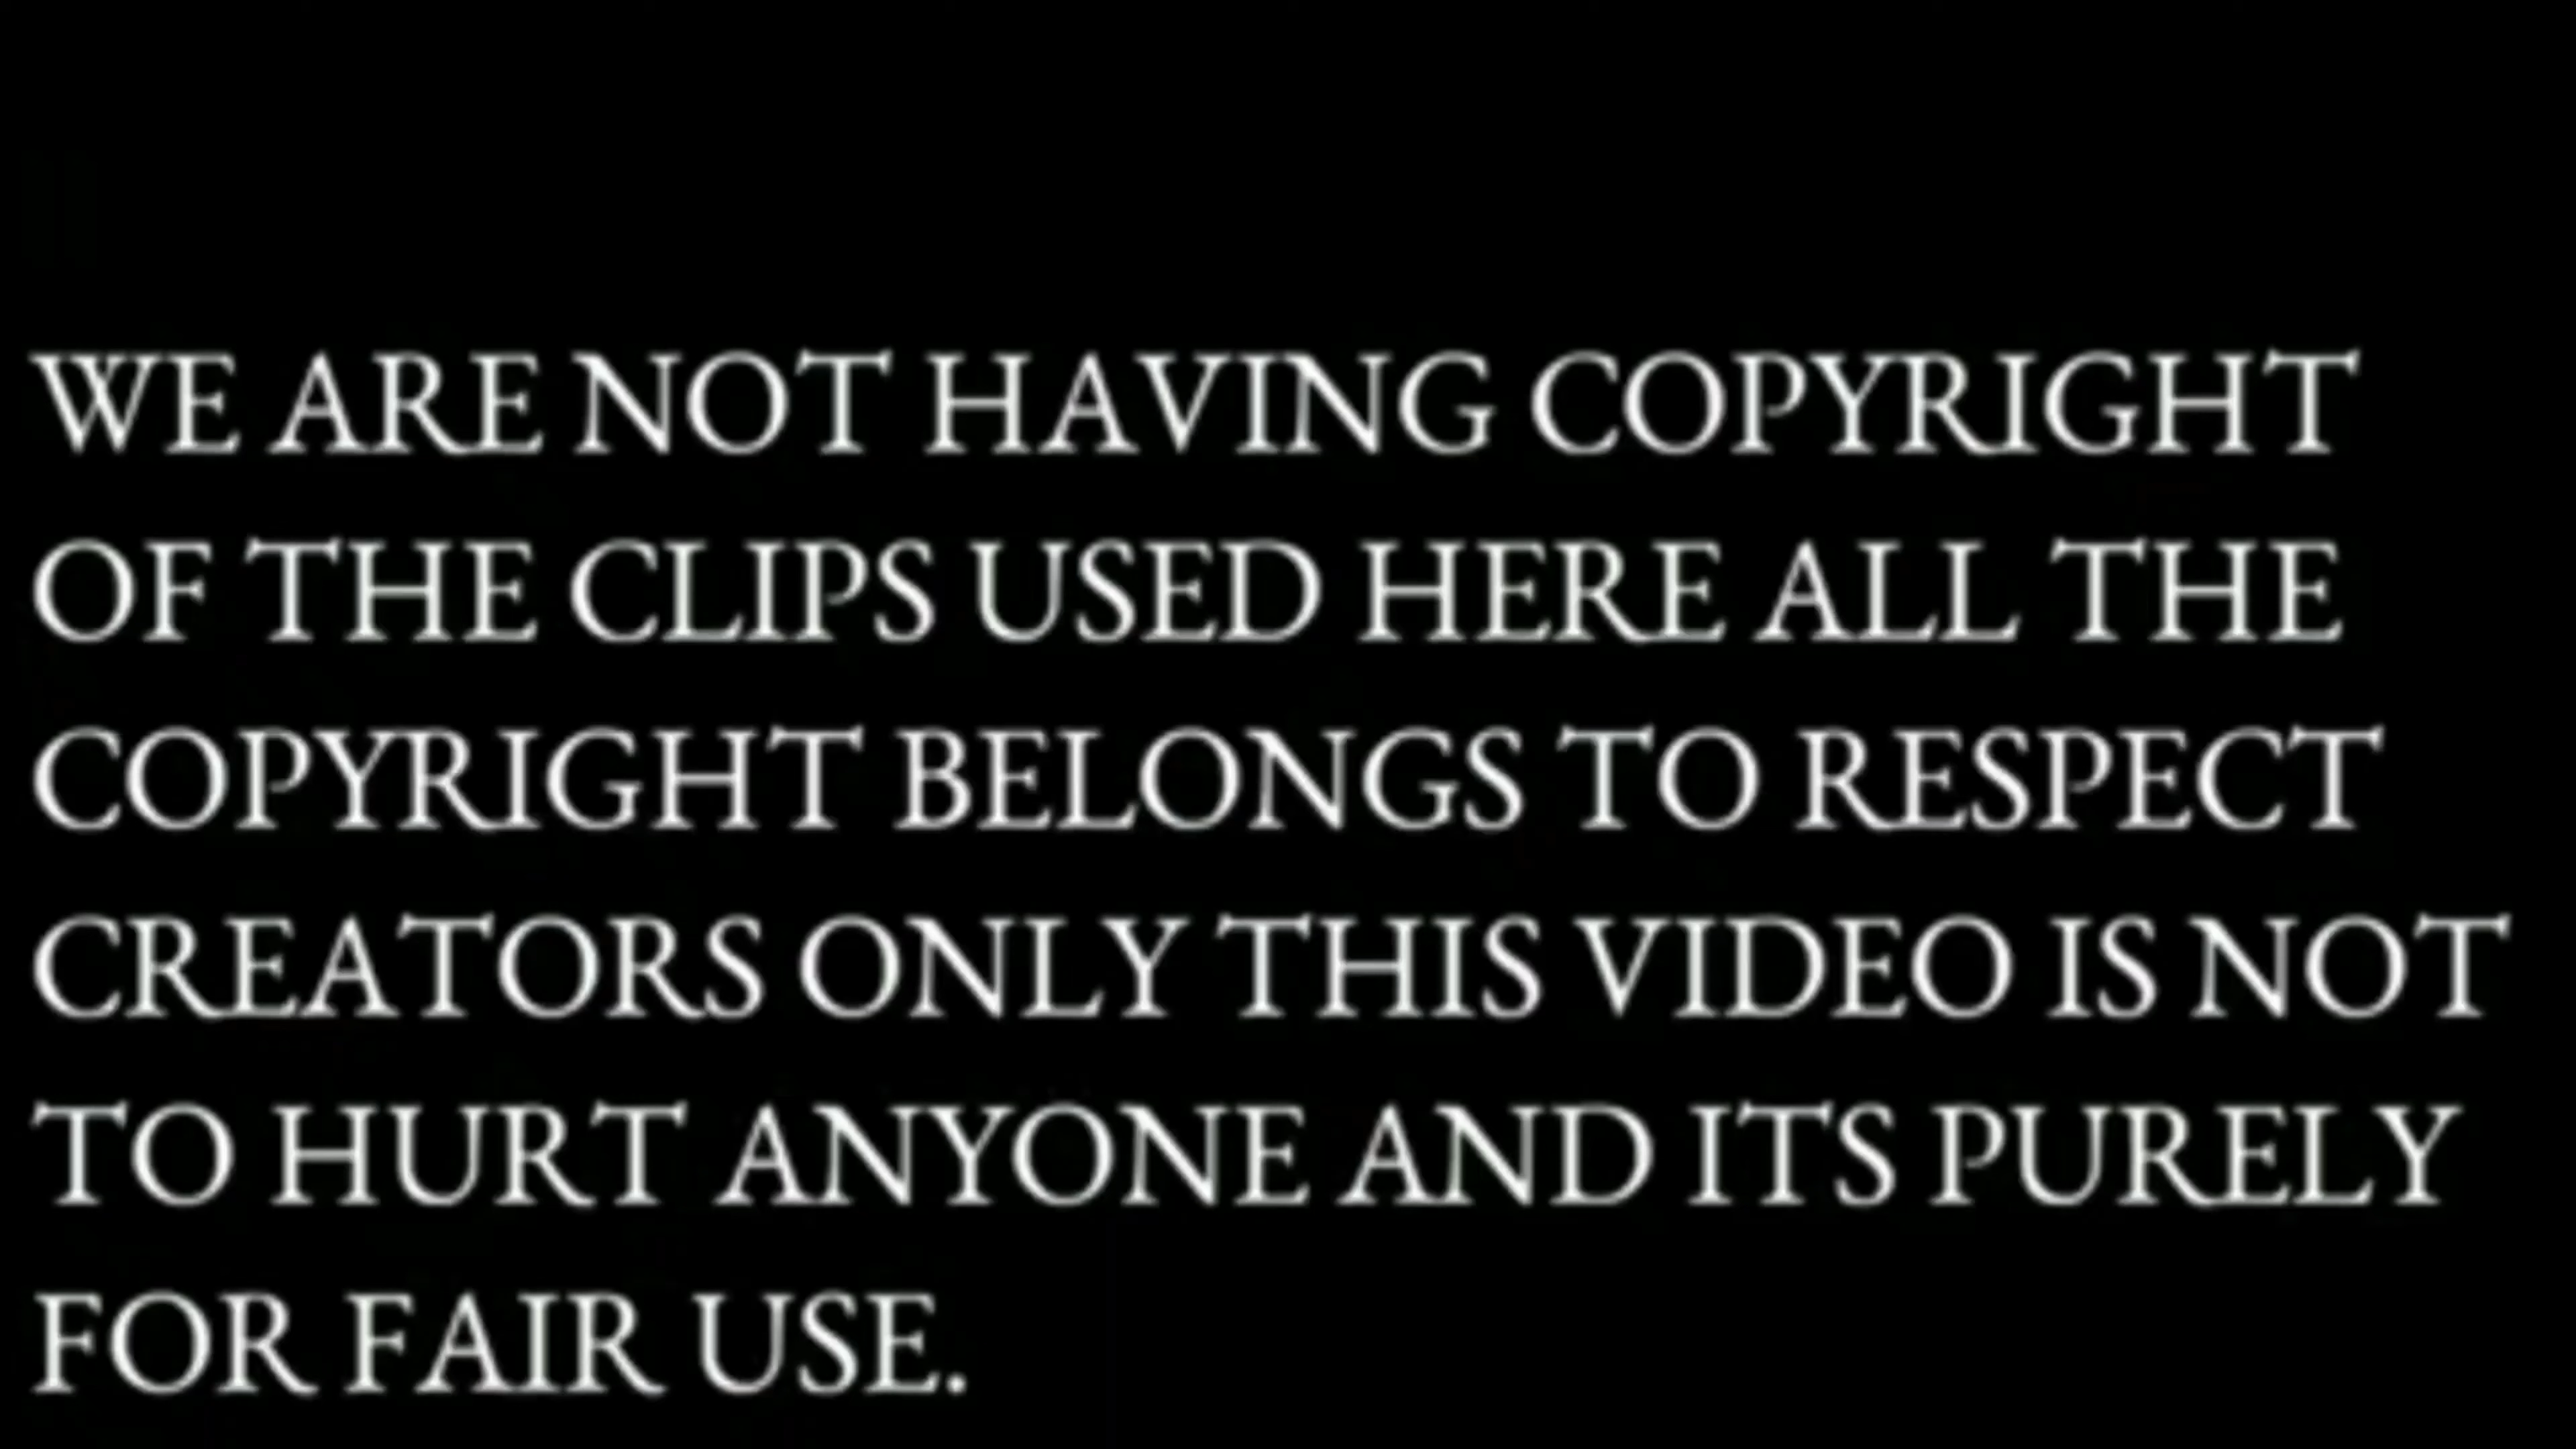 WE ARE NOT HAVING COPYRIGHT
OF THE CLIPS USED HERE ALL THE
COPYRIGHT BELONGS TO RESPECT
CREATORS ONLY THIS VIDEO IS NOT
TO HURT ANYONE AND ITS PURELY
FOR FAIR USE.